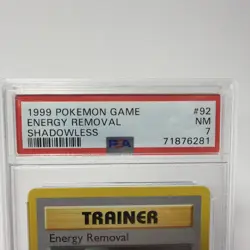 1999 POKEMON GAME #92
ENERGY REMOVAL NM
SHADOWLESS 7
PSA 71876281
TRAINER
Energy Removal